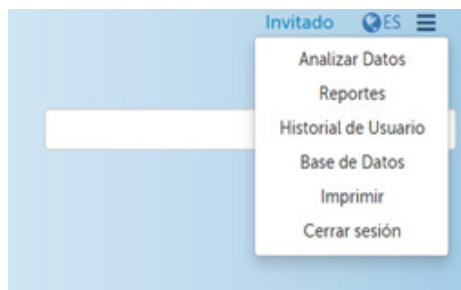 Invitado ES
Analizar Datos
Reportes
Historial de Usuario
Base de Datos
Imprimir
Cerrar sesión